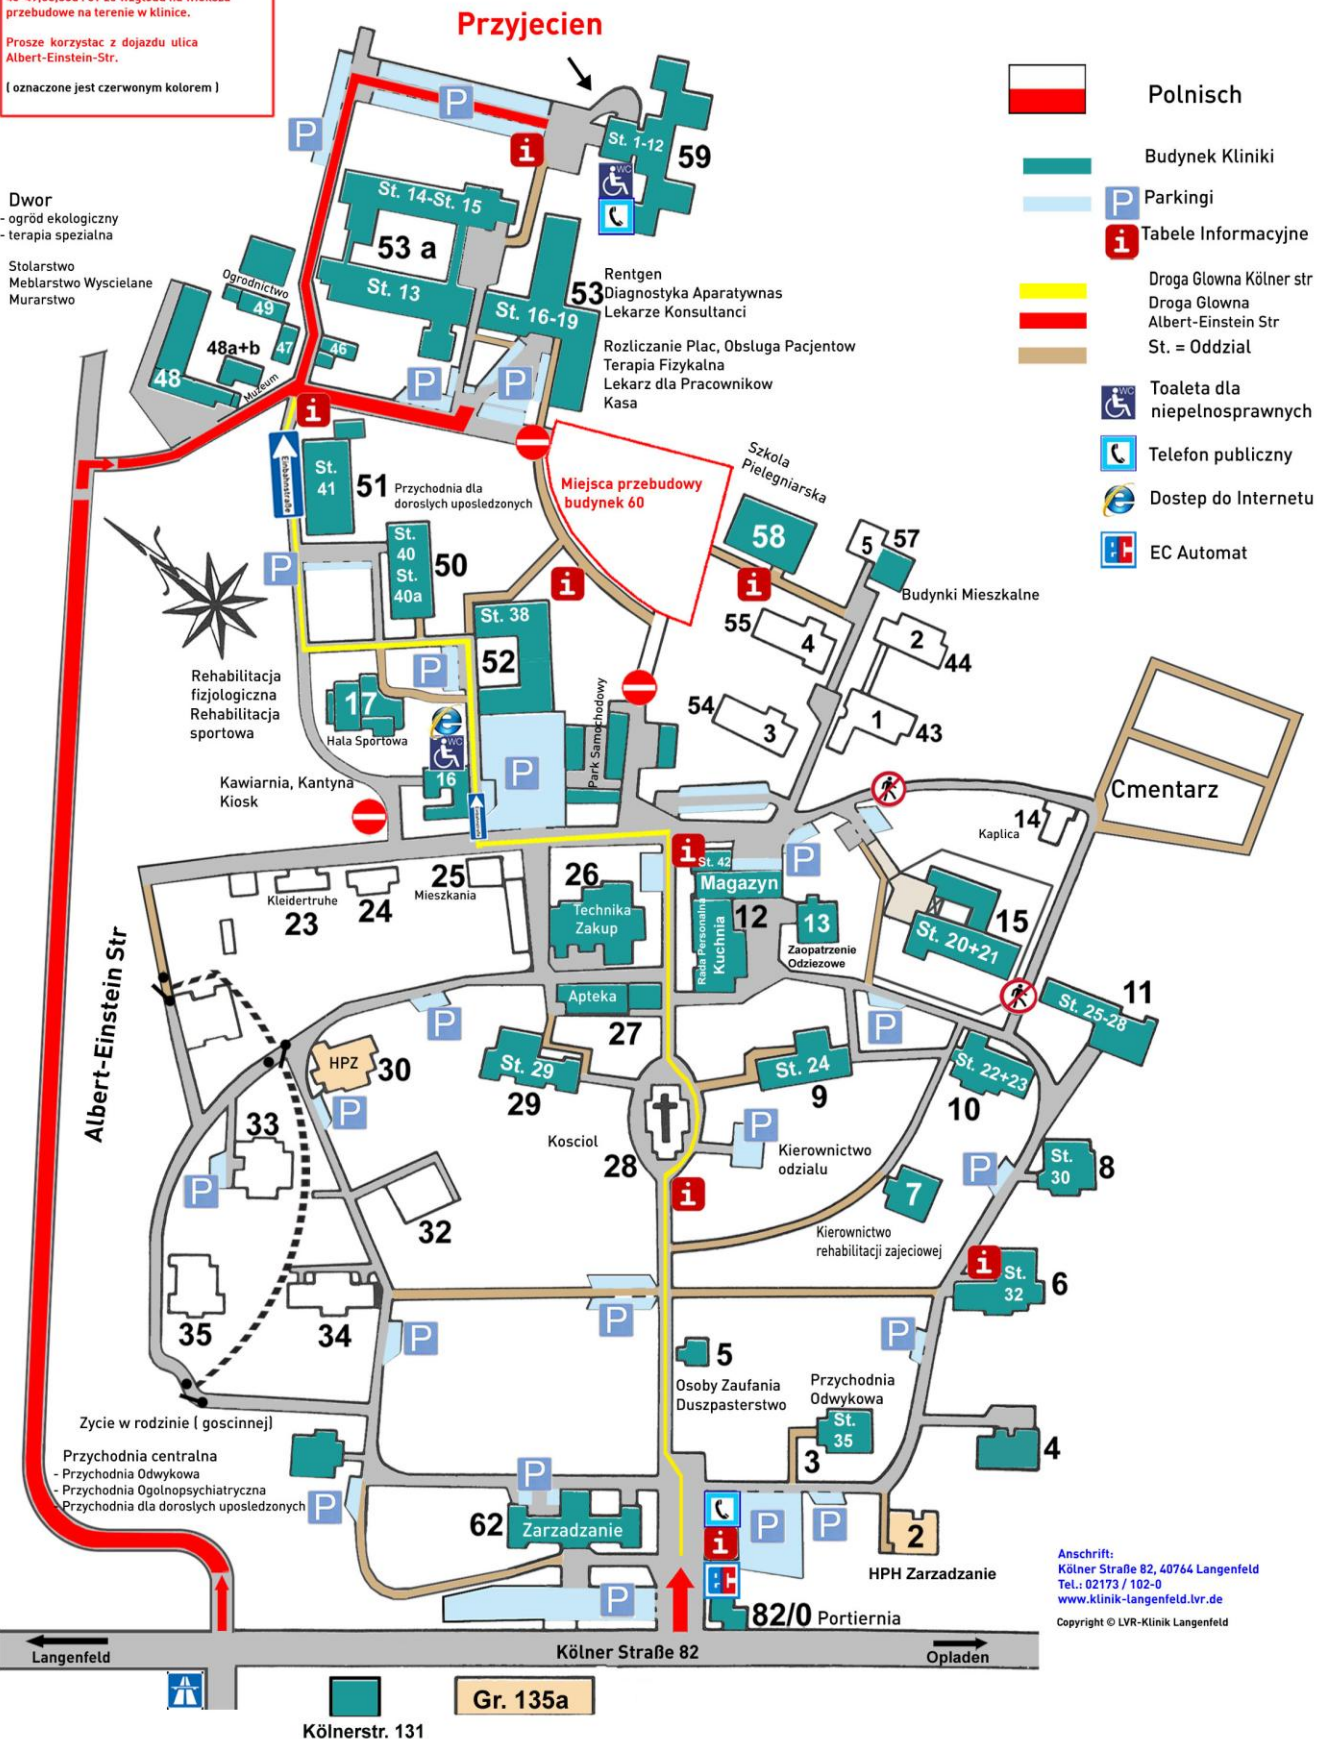 przebudowe na terenie w klinice.
Prosze korzystac z dojazdu ulica
Albert-Einstein-Str.
( oznaczone jest czerwonym kolorem )
Przyjecien
Polnisch
Budynek Kliniki
P
Parkingi
i
Tabele Informacyjne
Droga Glowna Kölner str
Droga Glowna
Albert-Einstein Str
St. = Oddzial
WC
Toaleta dla
niepelnosprawnych
Telefon publiczny
Dostep do Internetu
EC
EC Automat
P
P
i
St. 1-12
59
WC
Dwor
- ogród ekologiczny
- terapia spezialna
Stolarstwo
Meblarstwo Wyscielane
Murarstwo
St. 14-St. 15
53 a
St. 13
Ogrodnictwo
49
47
46
48a+b
48
Muzeum
53
St. 16-19
Rentgen
Diagnostyka Aparatywnas
Lekarze Konsultanci
Rozliczanie Plac, Obsluga Pacjentow
Terapia Fizykalna
Lekarz dla Pracownikow
Kasa
P
P
i
Einbahnstraße
St.
41
51
Przychodnia dla
doroslych uposledzonych
Miejsca przebudowy
budynek 60
Szkola
Pielegniarska
58
i
5
57
Budynki Mieszkalne
St.
40
St.
40a
50
P
i
St. 38
52
55
4
2
44
54
3
1
43
Rehabilitacja
fizjologiczna
Rehabilitacja
sportowa
17
Hala Sportowa
P
WC
P
Park Samochodowy
Kawiarnia, Kantyna
Kiosk
16
Cmentarz
14
Kaplica
Kleidertruhe
23
24
25
Mieszkania
26
Technika
Zakup
i
St. 42
Magazyn
Rada Personalna
Kuchnia
12
P
13
Zaopatrzenie
Odziezowe
15
St. 20+21
Albert-Einstein Str
P
Apteka
27
P
11
St. 25-28
HPZ
30
P
St. 29
29
St. 24
9
St. 22+23
10
33
P
Kosciol
28
P
Kierownictwo
odzialu
P
St.
30
8
7
i
Kierownictwo
rehabilitacji zajeciowej
32
i
St.
32
6
35
34
P
P
P
5
Osoby Zaufania
Duszpasterstwo
Przychodnia
Odwykowa
St.
35
3
4
Zycie w rodzinie ( goscinnej)
Przychodnia centralna
- Przychodnia Odwykowa
- Przychodnia Ogolnopsychiatryczna
Przychodnia dla doroslych uposledzonych
P
P
62
Zarzadzanie
i
EC
P
P
2
HPH Zarzadzanie
P
82/0 Portiernia
Anschrift:
Kölner Straße 82, 40764 Langenfeld
Tel.: 02173 / 102-0
www.klinik-langenfeld.lvr.de
Copyright © LVR-Klinik Langenfeld
Langenfeld
Kölner Straße 82
Opladen
Kölnerstr. 131
Gr. 135a